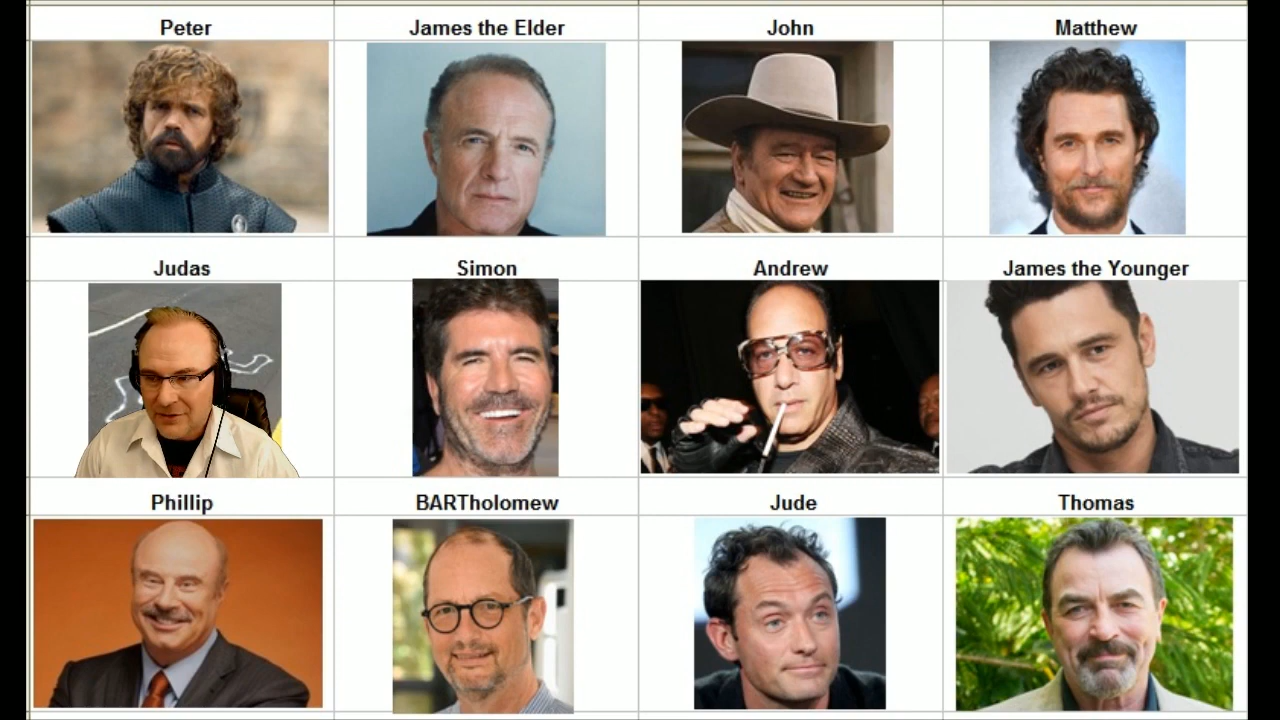 Peter
James the Elder
John
Matthew
Judas
Simon
Andrew
James the Younger
Phillip
BARTholomew
Jude
Thomas